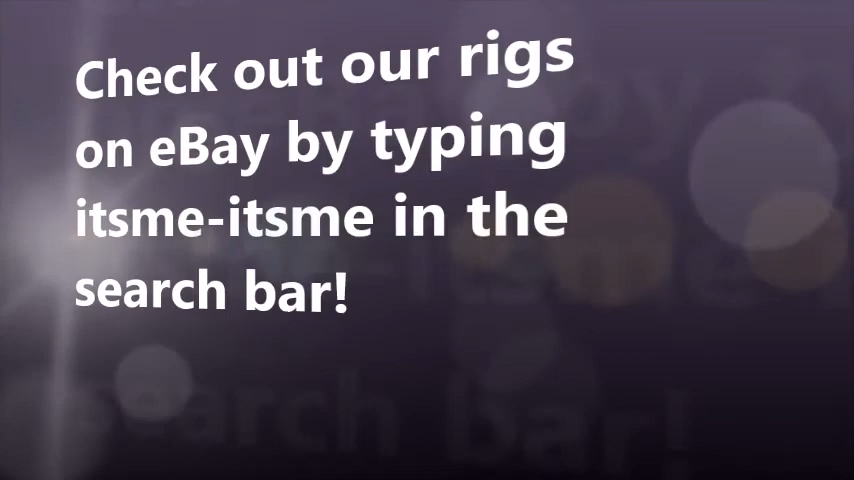 Check out our rigs
on eBay by typing
itsme-itsme in the
search bar!